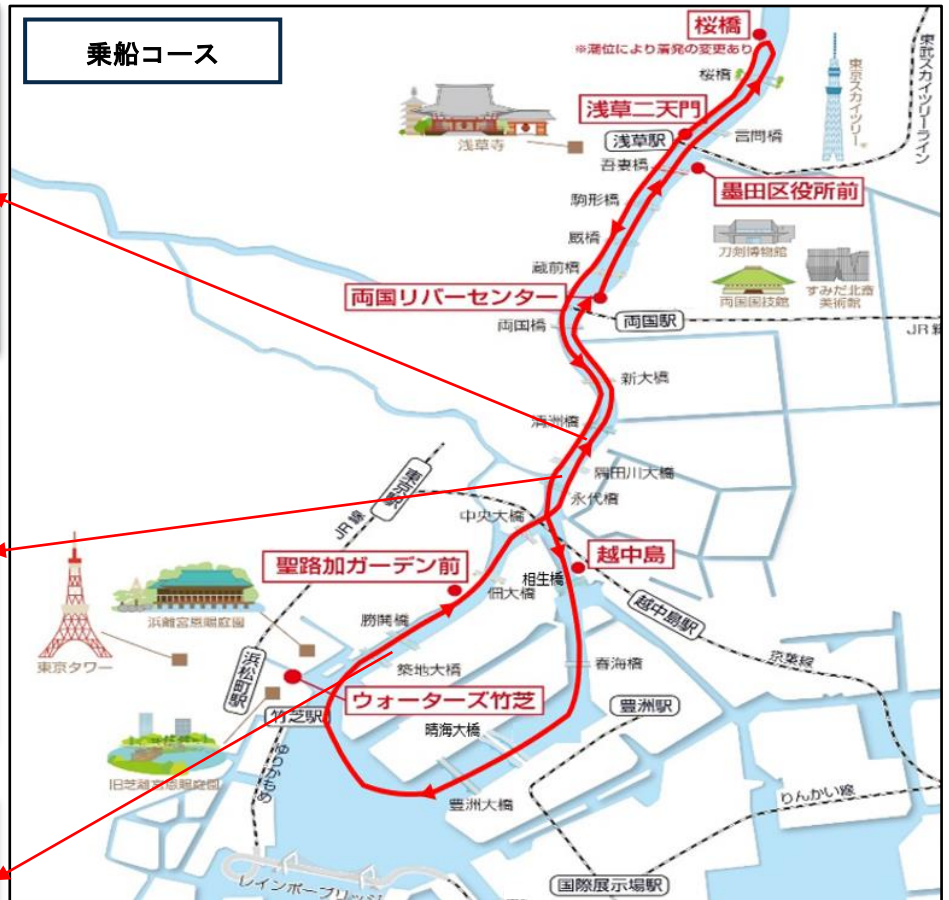 乗船コース
桜橋
※潮位により着発の変更あり
桜橋
東武スカイツリーライン
東京スカイツリー
浅草二天門
浅草寺
浅草駅
言問橋
吾妻橋
墨田区役所前
駒形橋
厩橋
刀剣博物館
蔵前橋
両国リバーセンター
両国国技館
すみだ北斎
美術館
両国橋
両国駅
JR
新大橋
清洲橋
隅田川大橋
東京駅
永代橋
JR線
中央大橋
聖路加ガーデン前
越中島
相生橋
佃大橋
浜離宮恩賜庭園
勝鬨橋
越中島駅
東京タワー
築地大橋
春海橋
京葉線
浜松町駅
ウォーターズ竹芝
豊洲駅
竹芝駅
晴海大橋
ゆりかもめ
旧芝離宮恩賜庭園
豊洲大橋
りんかい線
レインボーブリッジ
国際展示場駅